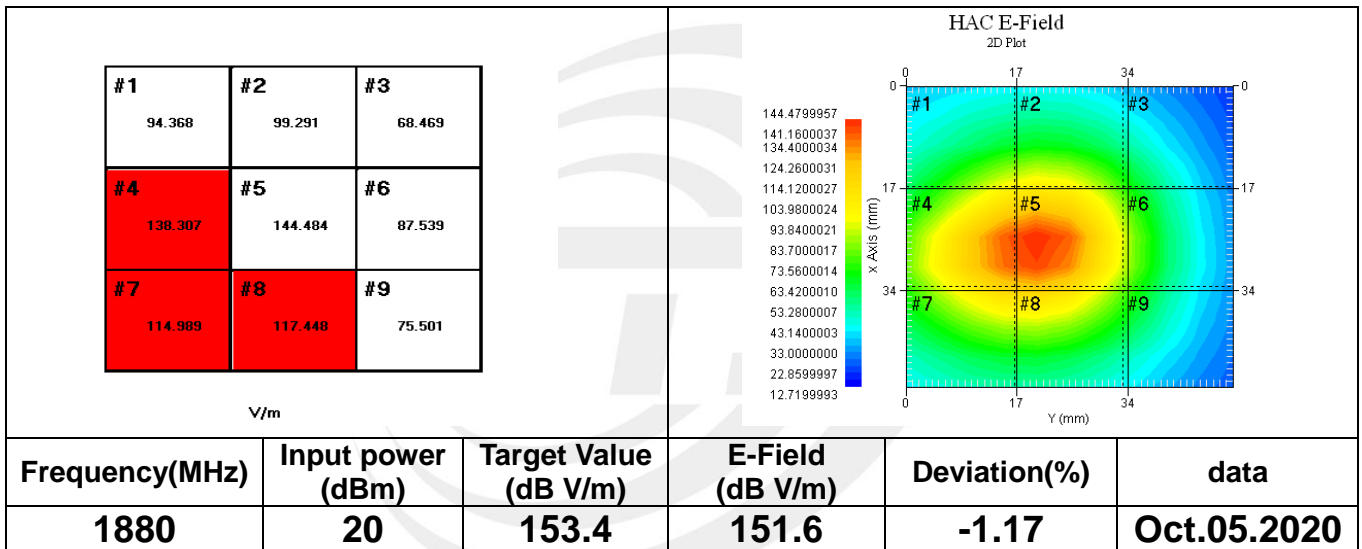 #1 #2 #3
94.368 99.291 68.469
#4 #5 #6
138.307 144.484 87.539
#7 #8 #9
114.989 117.448 75.501
V/m
HAC E-Field
2D Plot
0 17 34
0 0
#1 #2 #3
17 17
#4 #5 #6
34 34
#7 #8 #9
0 17 34
Y (mm)
x Axis (mm)
144.4799957
141.1600037
134.4000034
124.2600031
114.1200027
103.9800024
93.8400021
83.7000017
73.5600014
63.4200010
53.2800007
43.1400003
33.0000000
22.8599997
12.7199993
Frequency(MHz) Input power (dBm) Target Value (dB V/m) E-Field (dB V/m) Deviation(%) data
1880 20 153.4 151.6 -1.17 Oct.05.2020